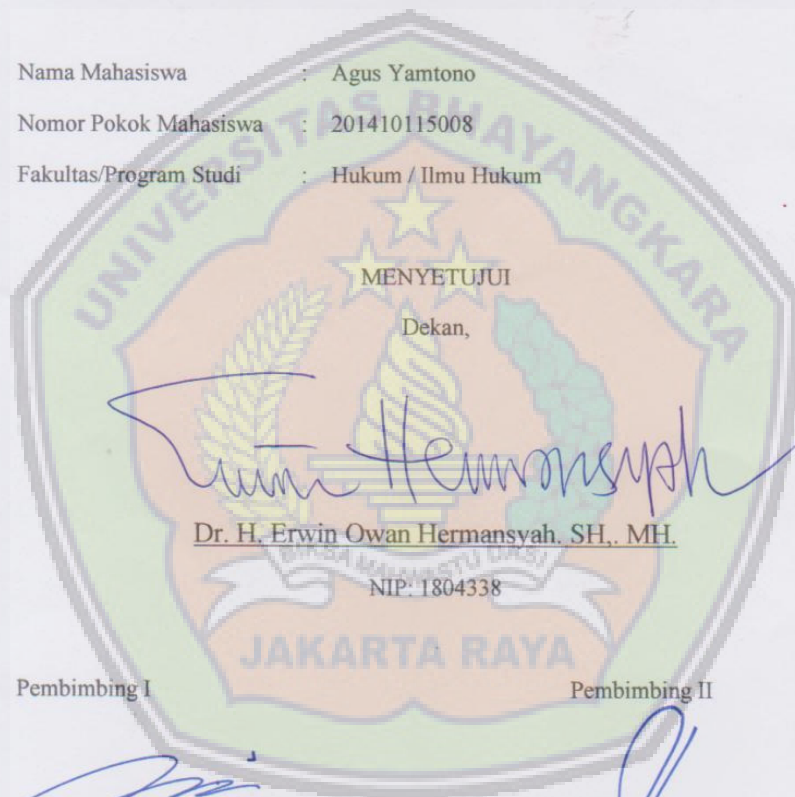 Nama Mahasiswa : Agus Yamtono
Nomor Pokok Mahasiswa : 201410115008
Fakultas/Program Studi : Hukum / Ilmu Hukum
UNIVERSITAS BHAYANGKARA
MENYETUJUI
Dekan,
Dr. H. Erwin Owan Hermansyah. SH,. MH.
NIP: 1804338
JAKARTA RAYA
Pembimbing I Pembimbing II